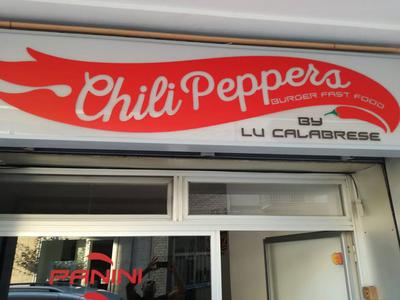 Chili Peppers
BURGER FAST FOOD
BY
LU CALABRESE
PANINI